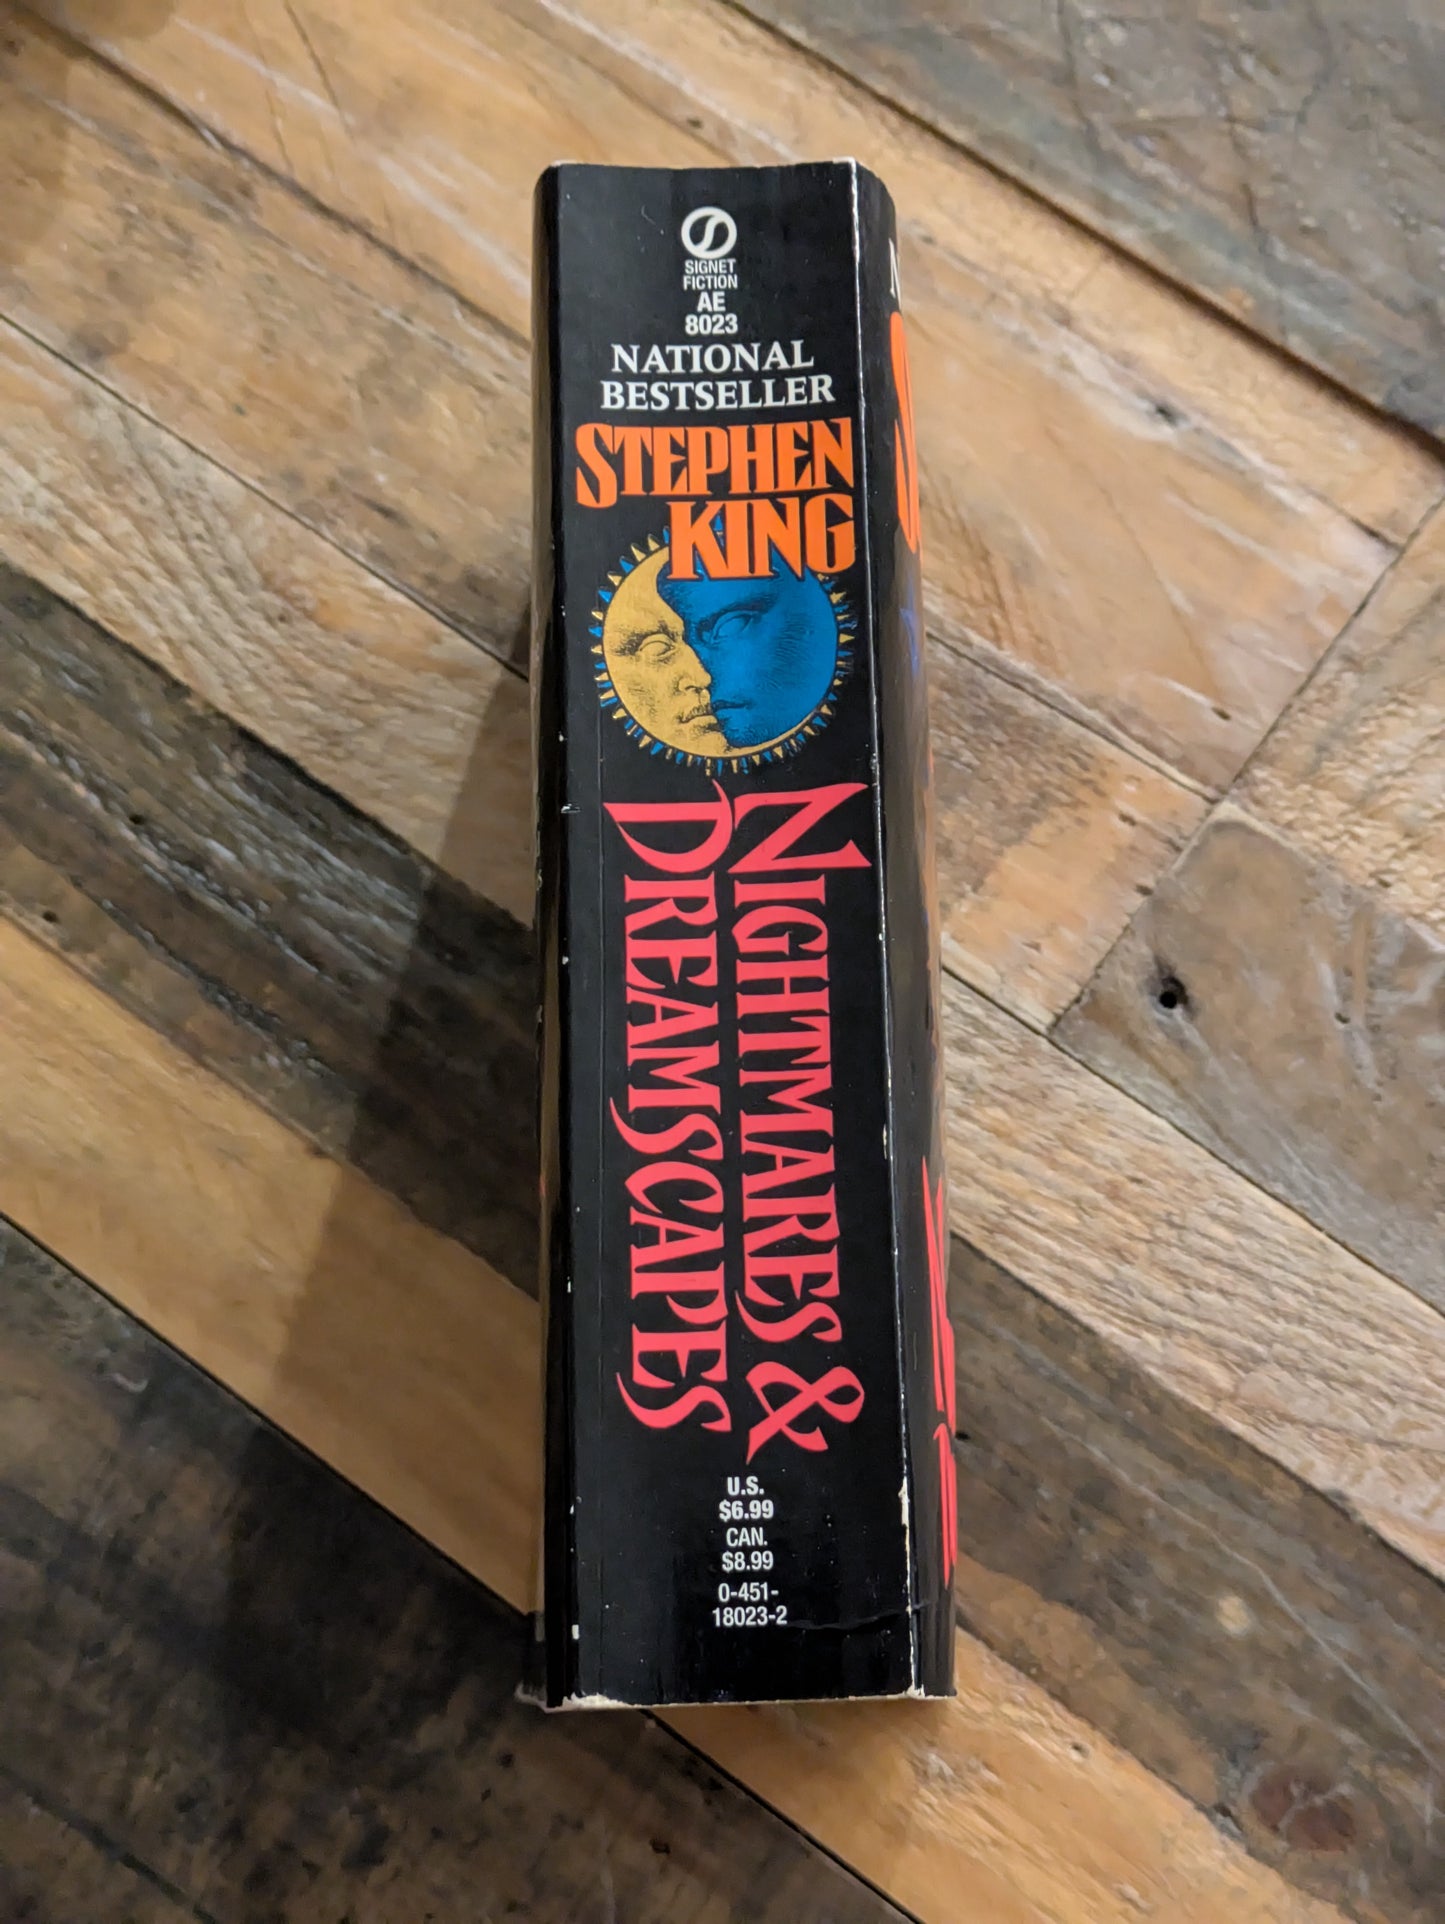 SIGNET
FICTION
AE
8023
NATIONAL
BESTSELLER
STEPHEN
KING
NIGHTMARES &
DREAMSCAPES
U.S.
$6.99
CAN.
$8.99
0-451-
18023-2